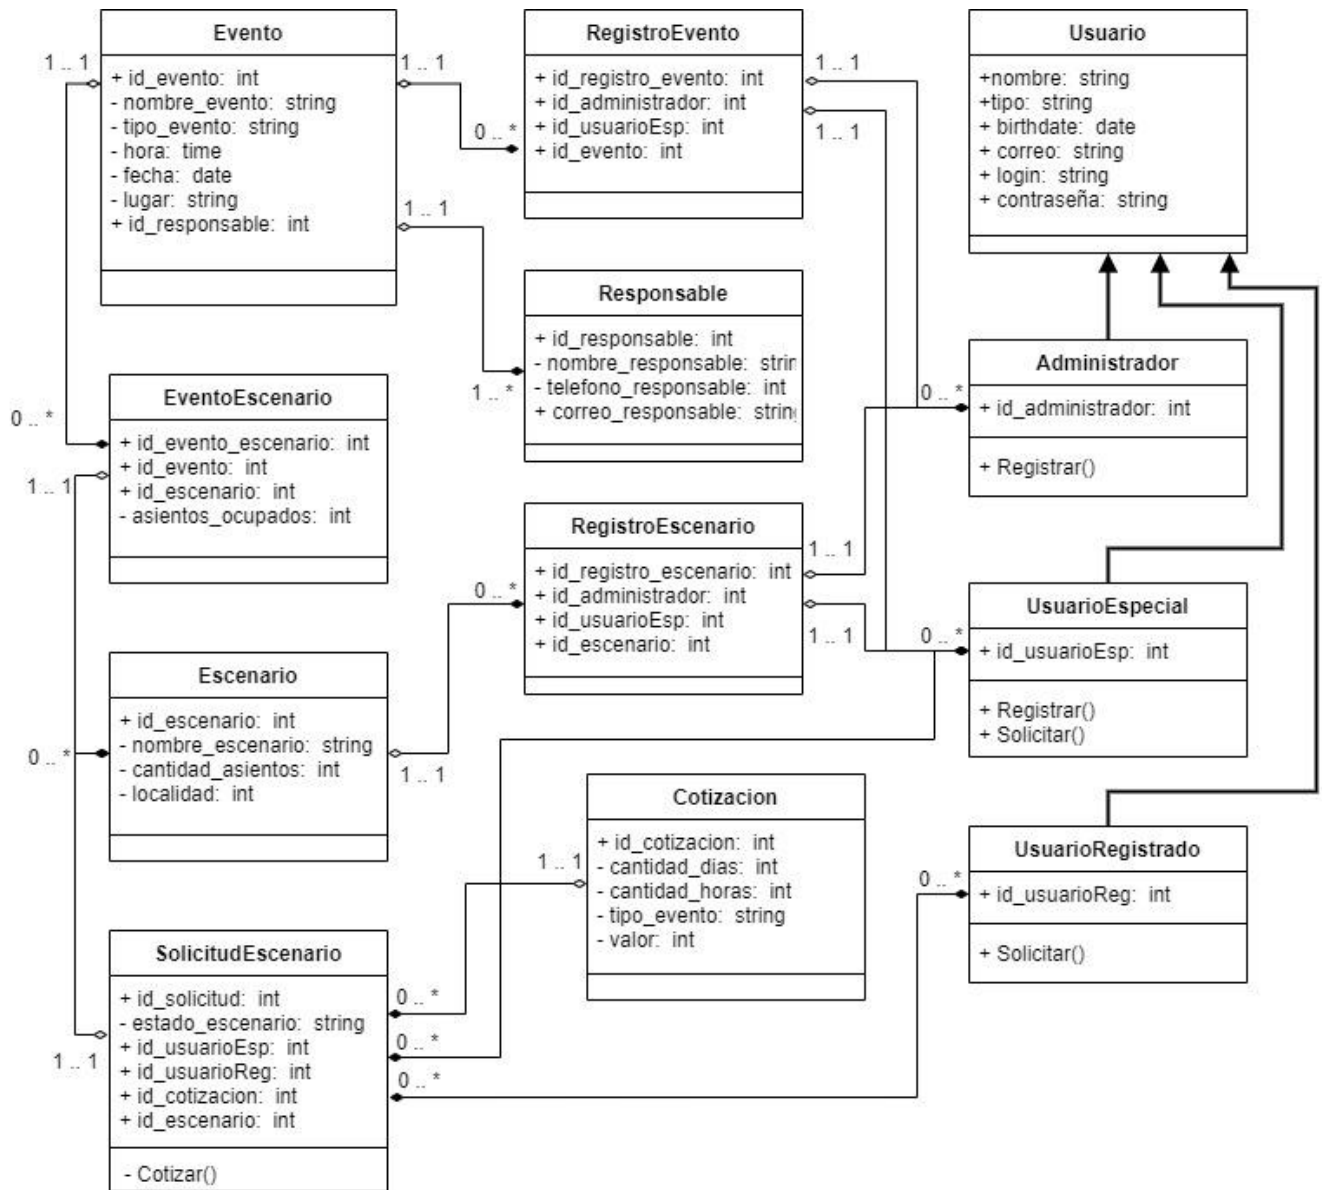 Evento
+ id_evento: int
- nombre_evento: string
- tipo_evento: string
- hora: time
- fecha: date
- lugar: string
+ id_responsable: int
1 .. 1
1 .. 1
1 .. 1
RegistroEvento
+ id_registro_evento: int
+ id_administrador: int
+ id_usuarioEsp: int
+ id_evento: int
0 .. *
1 .. 1
1 .. 1
Usuario
+nombre: string
+tipo: string
+ birthdate: date
+ correo: string
+ login: string
+ contraseña: string
Responsable
+ id_responsable: int
- nombre_responsable: strin
- telefono_responsable: int
+ correo_responsable: string
1 .. *
Administrador
+ id_administrador: int
+ Registrar()
0 .. *
EventoEscenario
+ id_evento_escenario: int
+ id_evento: int
+ id_escenario: int
- asientos_ocupados: int
0 .. *
1 .. 1
RegistroEscenario
+ id_registro_escenario: int
+ id_administrador: int
+ id_usuarioEsp: int
+ id_escenario: int
0 .. *
1 .. 1
1 .. 1
UsuarioEspecial
+ id_usuarioEsp: int
+ Registrar()
+ Solicitar()
0 .. *
Escenario
+ id_escenario: int
- nombre_escenario: string
- cantidad_asientos: int
- localidad: int
0 .. *
1 .. 1
Cotizacion
+ id_cotizacion: int
- cantidad_dias: int
- cantidad_horas: int
- tipo_evento: string
- valor: int
1 .. 1
UsuarioRegistrado
+ id_usuarioReg: int
+ Solicitar()
0 .. *
SolicitudEscenario
+ id_solicitud: int
- estado_escenario: string
+ id_usuarioEsp: int
+ id_usuarioReg: int
+ id_cotizacion: int
+ id_escenario: int
- Cotizar()
1 .. 1
0 .. *
0 .. *
0 .. *